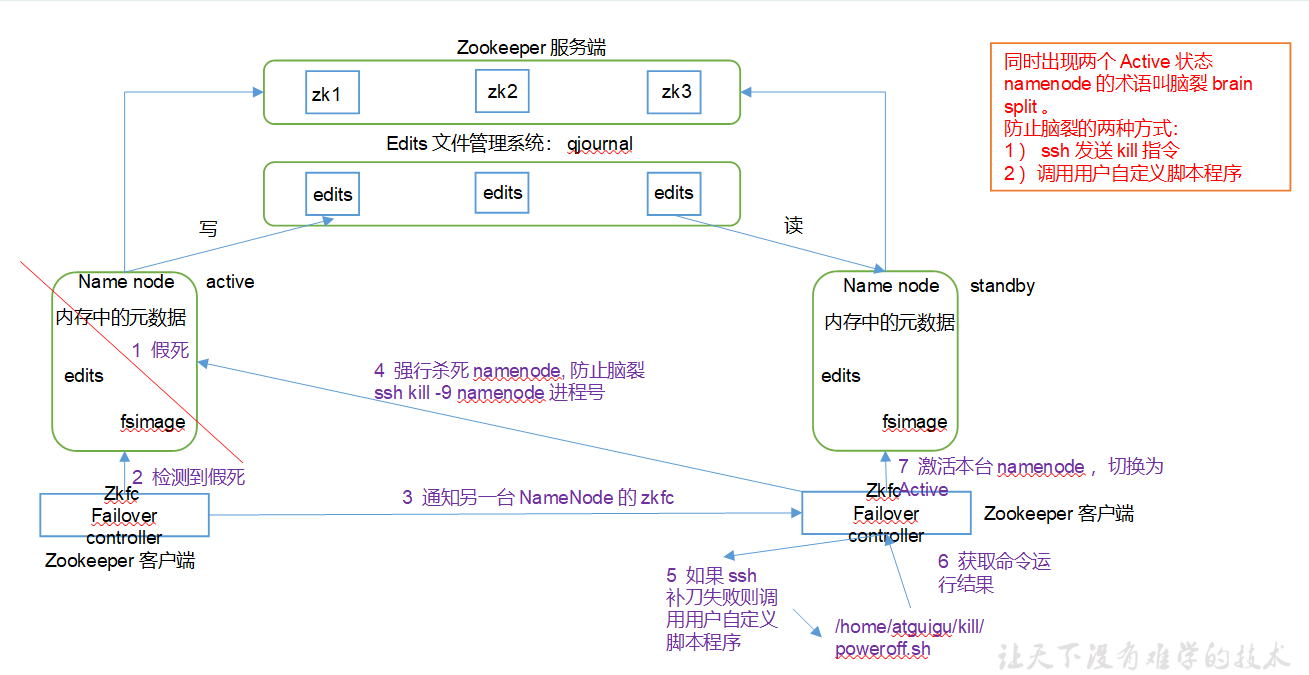 Zookeeper 服务端
zk1
zk2
zk3
同时出现两个 Active 状态
namenode 的术语叫脑裂 brain
split 。
防止脑裂的两种方式：
1 ） ssh 发送 kill 指令
2 ）调用用户自定义脚本程序
Edits 文件管理系统： qjournal
edits
edits
edits
写
读
Name node
active
内存中的元数据
1 假死
edits
fsimage
Name node
standby
内存中的元数据
edits
fsimage
4 强行杀死 namenode, 防止脑裂
ssh kill -9 namenode 进程号
2 检测到假死
Zkfc
Failover
controller
Zookeeper 客户端
3 通知另一台 NameNode 的 zkfc
7 激活本台 namenode ，切换为
Active
Zkfc
Failover
controller
Zookeeper 客户端
5 如果 ssh
补刀失败则调
用用户自定义
脚本程序
6 获取命令运
行结果
/home/atguigu/kill/
poweroff.sh
让天下没有难学的技术